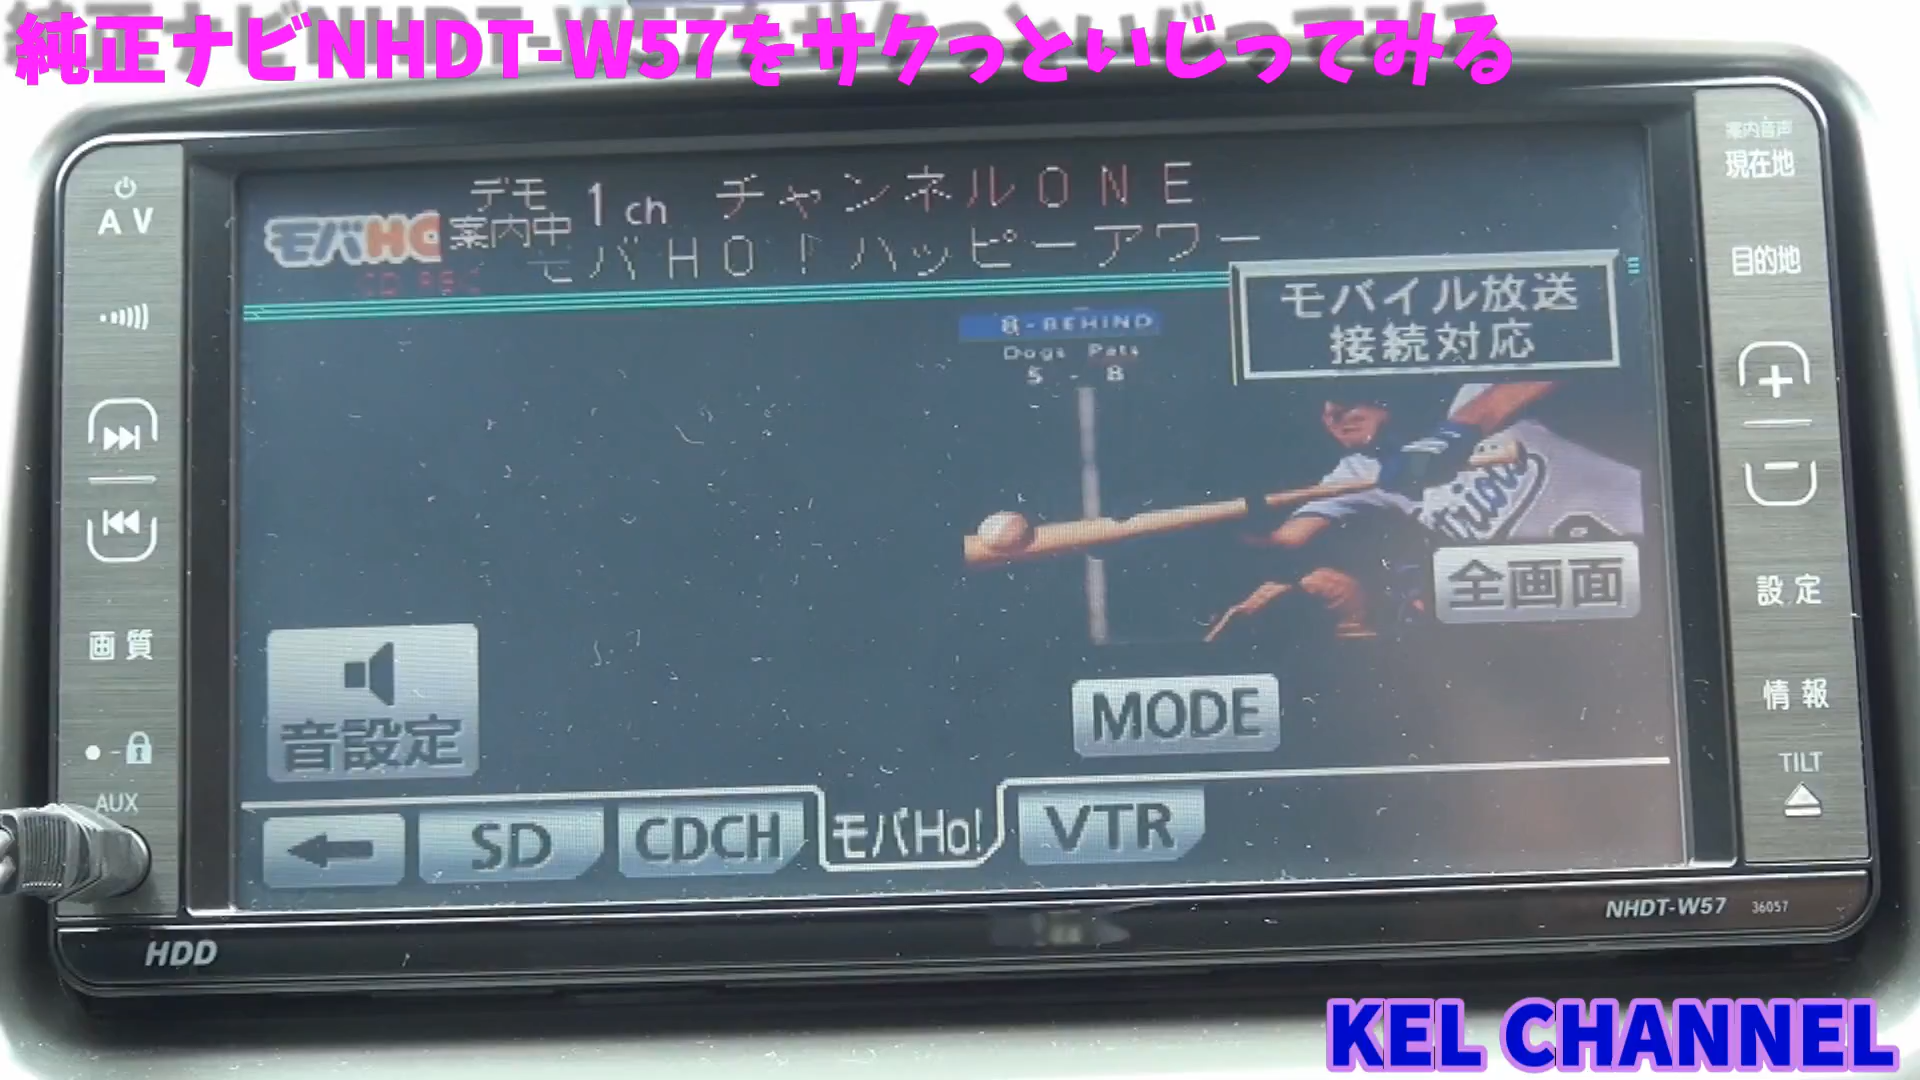 純正ナビNHDT-W57をサクっといじってみる
AV
画質
AUX
HDD
モバHO
デモ
案内中
1ch
チャンネルONE
モバHO!ハッピーアワー
モバイル放送
接続対応
8-BEHIND
Dogs Pats
5 - 8
全画面
音設定
MODE
SD
CDCH
モバHo!
VTR
案内音声
現在地
目的地
設定
情報
TILT
NHDT-W57
36057
KEL CHANNEL